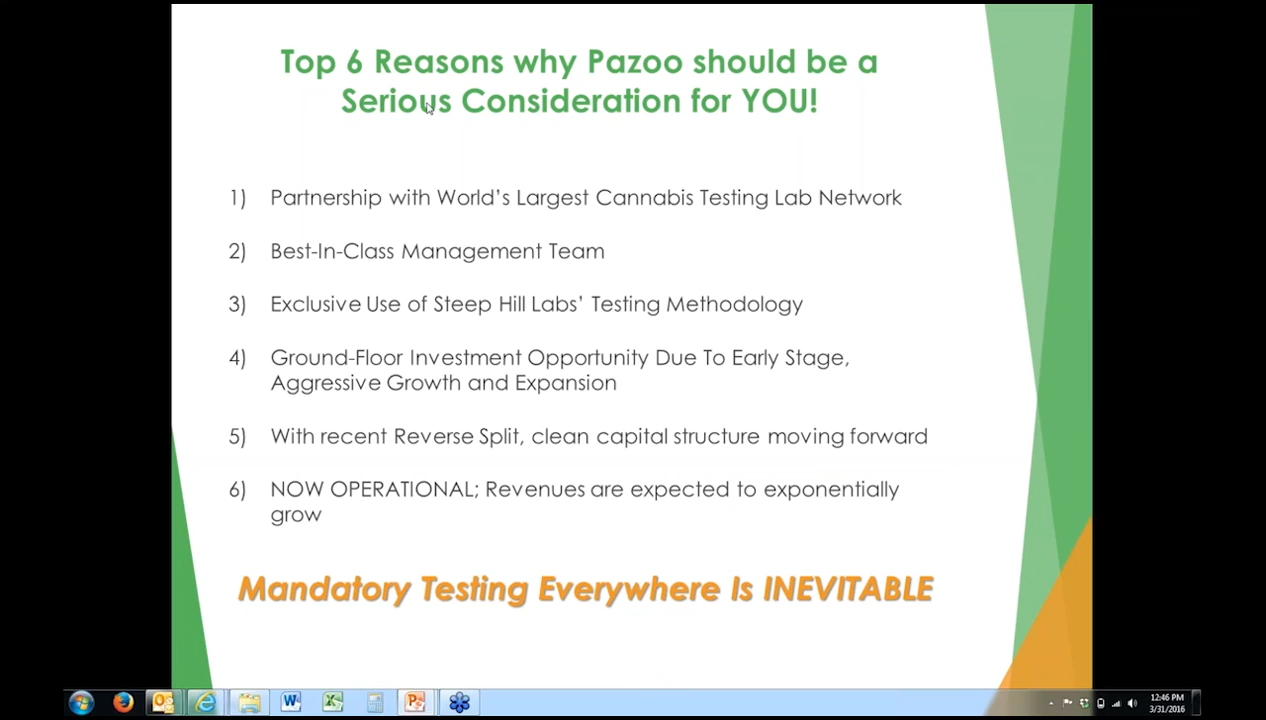 Top 6 Reasons why Pazoo should be a
Serious Consideration for YOU!
1) Partnership with World's Largest Cannabis Testing Lab Network
2) Best-In-Class Management Team
3) Exclusive Use of Steep Hill Labs' Testing Methodology
4) Ground-Floor Investment Opportunity Due To Early Stage,
Aggressive Growth and Expansion
5) With recent Reverse Split, clean capital structure moving forward
6) NOW OPERATIONAL; Revenues are expected to exponentially
grow
Mandatory Testing Everywhere Is INEVITABLE
12:46 PM
3/31/2016